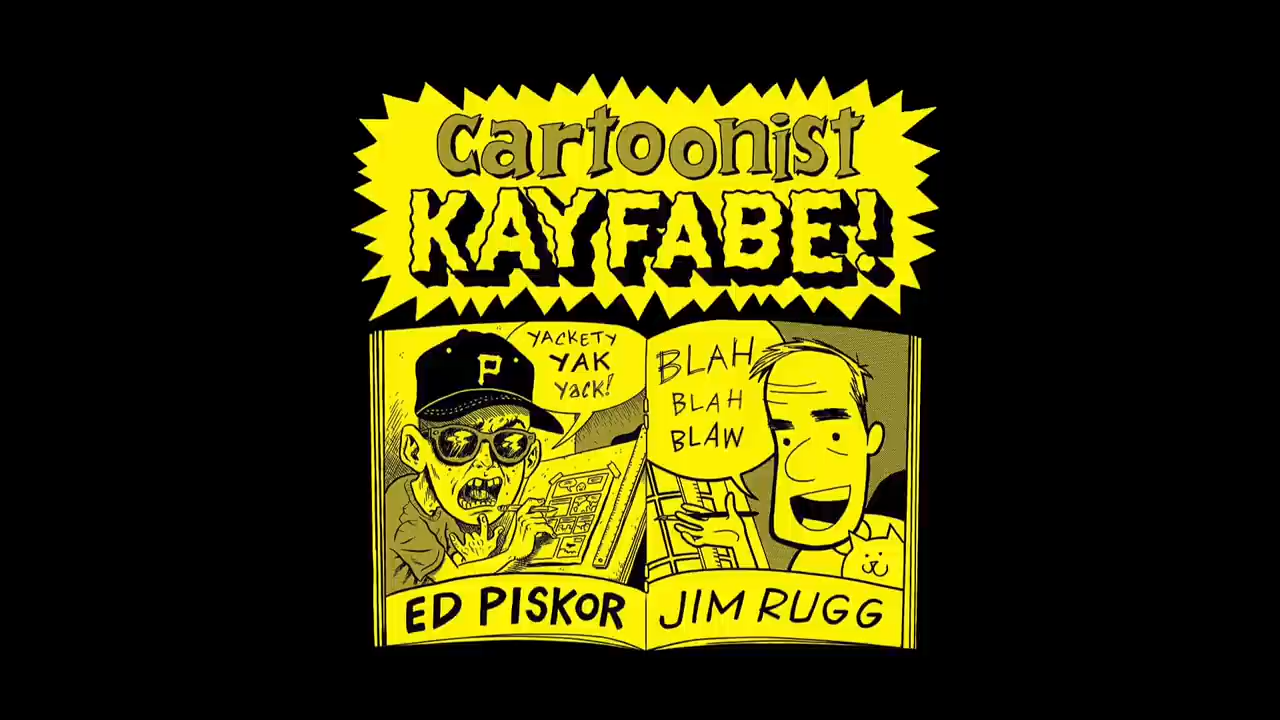 cartoonist
KAYFABE!
YACKETY
YAK
YACK!
BLAH
BLAH
BLAW
P
ED PISKOR
JIM RUGG